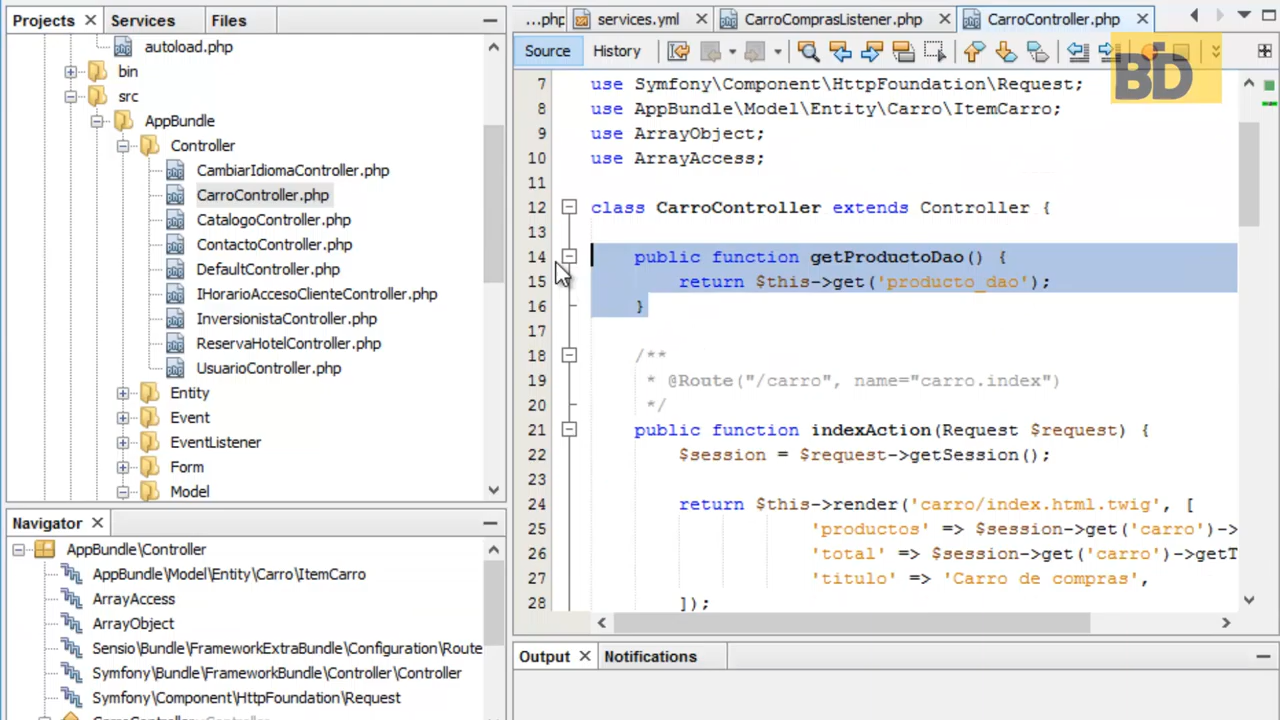 Projects
Services
Files
autoload.php
bin
src
AppBundle
Controller
CambiarIdiomaController.php
CarroController.php
CatalogoController.php
ContactoController.php
DefaultController.php
IHorarioAccesoClienteController.php
InversionistaController.php
ReservaHotelController.php
UsuarioController.php
Entity
Event
EventListener
Form
Model
Navigator
AppBundle\Controller
AppBundle\Model\Entity\Carro\ItemCarro
ArrayAccess
ArrayObject
Sensio\Bundle\FrameworkExtraBundle\Configuration\Route
Symfony\Bundle\FrameworkBundle\Controller\Controller
Symfony\Component\HttpFoundation\Request
...php
services.yml
CarroComprasListener.php
CarroController.php
Source
History
BD
7 use Symfony\Component\HttpFoundation\Request;
8 use AppBundle\Model\Entity\Carro\ItemCarro;
9 use ArrayObject;
10 use ArrayAccess;
11
12 class CarroController extends Controller {
13
14 public function getProductoDao() {
15 return $this->get('producto_dao');
16 }
17
18 /**
19 * @Route("/carro", name="carro.index")
20 */
21 public function indexAction(Request $request) {
22 $session = $request->getSession();
23
24 return $this->render('carro/index.html.twig', [
25 'productos' => $session->get('carro')->
26 'total' => $session->get('carro')->getT
27 'titulo' => 'Carro de compras',
28 ]);
Output
Notifications